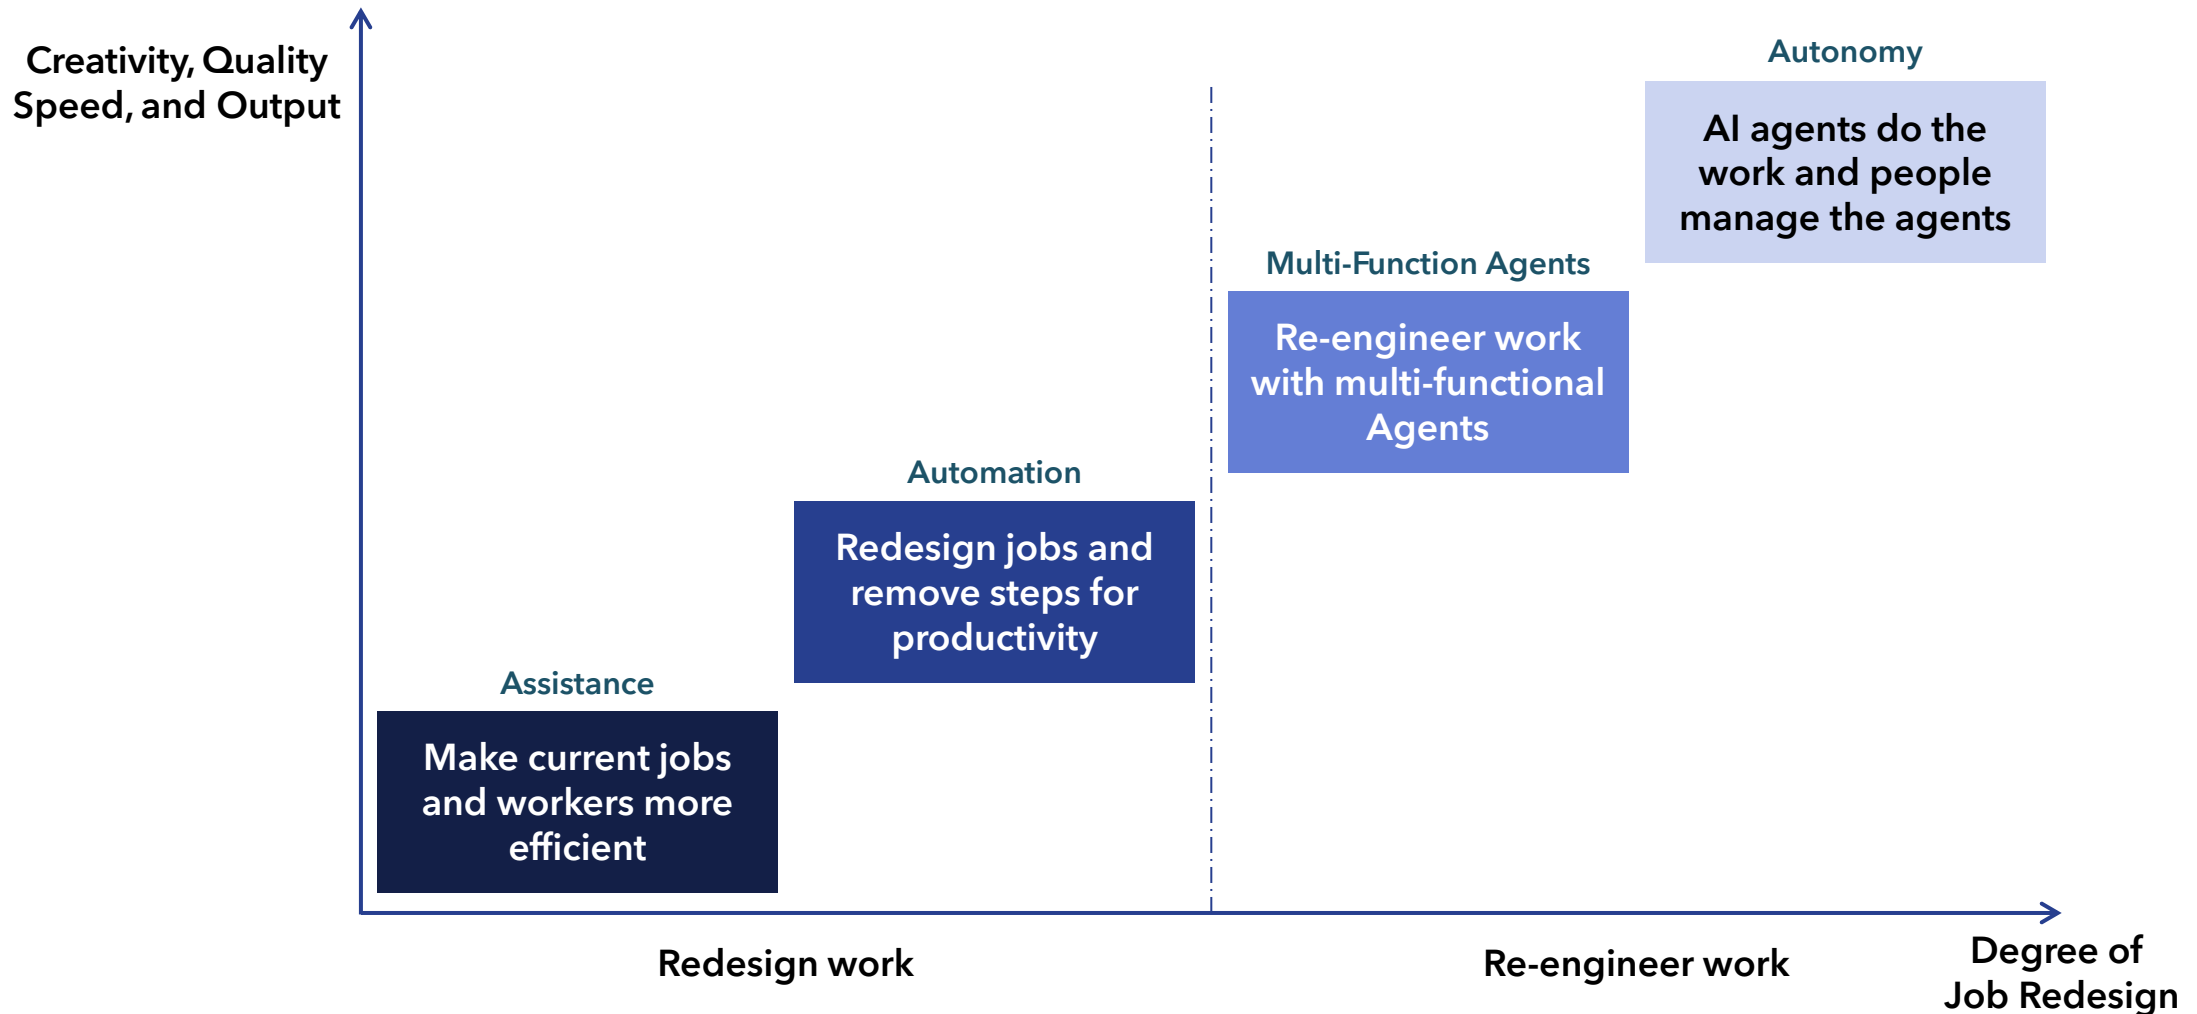 Creativity, Quality
Speed, and Output
Autonomy
AI agents do the
work and people
manage the agents
Multi-Function Agents
Re-engineer work
with multi-functional
Agents
Automation
Redesign jobs and
remove steps for
productivity
Assistance
Make current jobs
and workers more
efficient
Redesign work
Re-engineer work
Degree of
Job Redesign